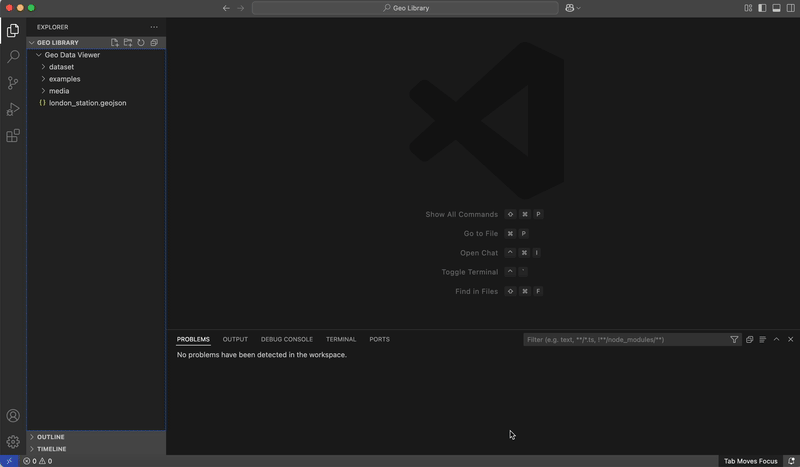 Geo Library
EXPLORER
GEO LIBRARY
Geo Data Viewer
dataset
examples
media
{} london_station.geojson
Show All Commands ⇧ ⌘ P
Go to File ⌘ P
Open Chat ^ ⌘ I
Toggle Terminal ^ `
Find in Files ⇧ ⌘ F
PROBLEMS OUTPUT DEBUG CONSOLE TERMINAL PORTS
Filter (e.g. text, **/*.ts, !**/node_modules/**)
No problems have been detected in the workspace.
OUTLINE
TIMELINE
0 0 Tab Moves Focus